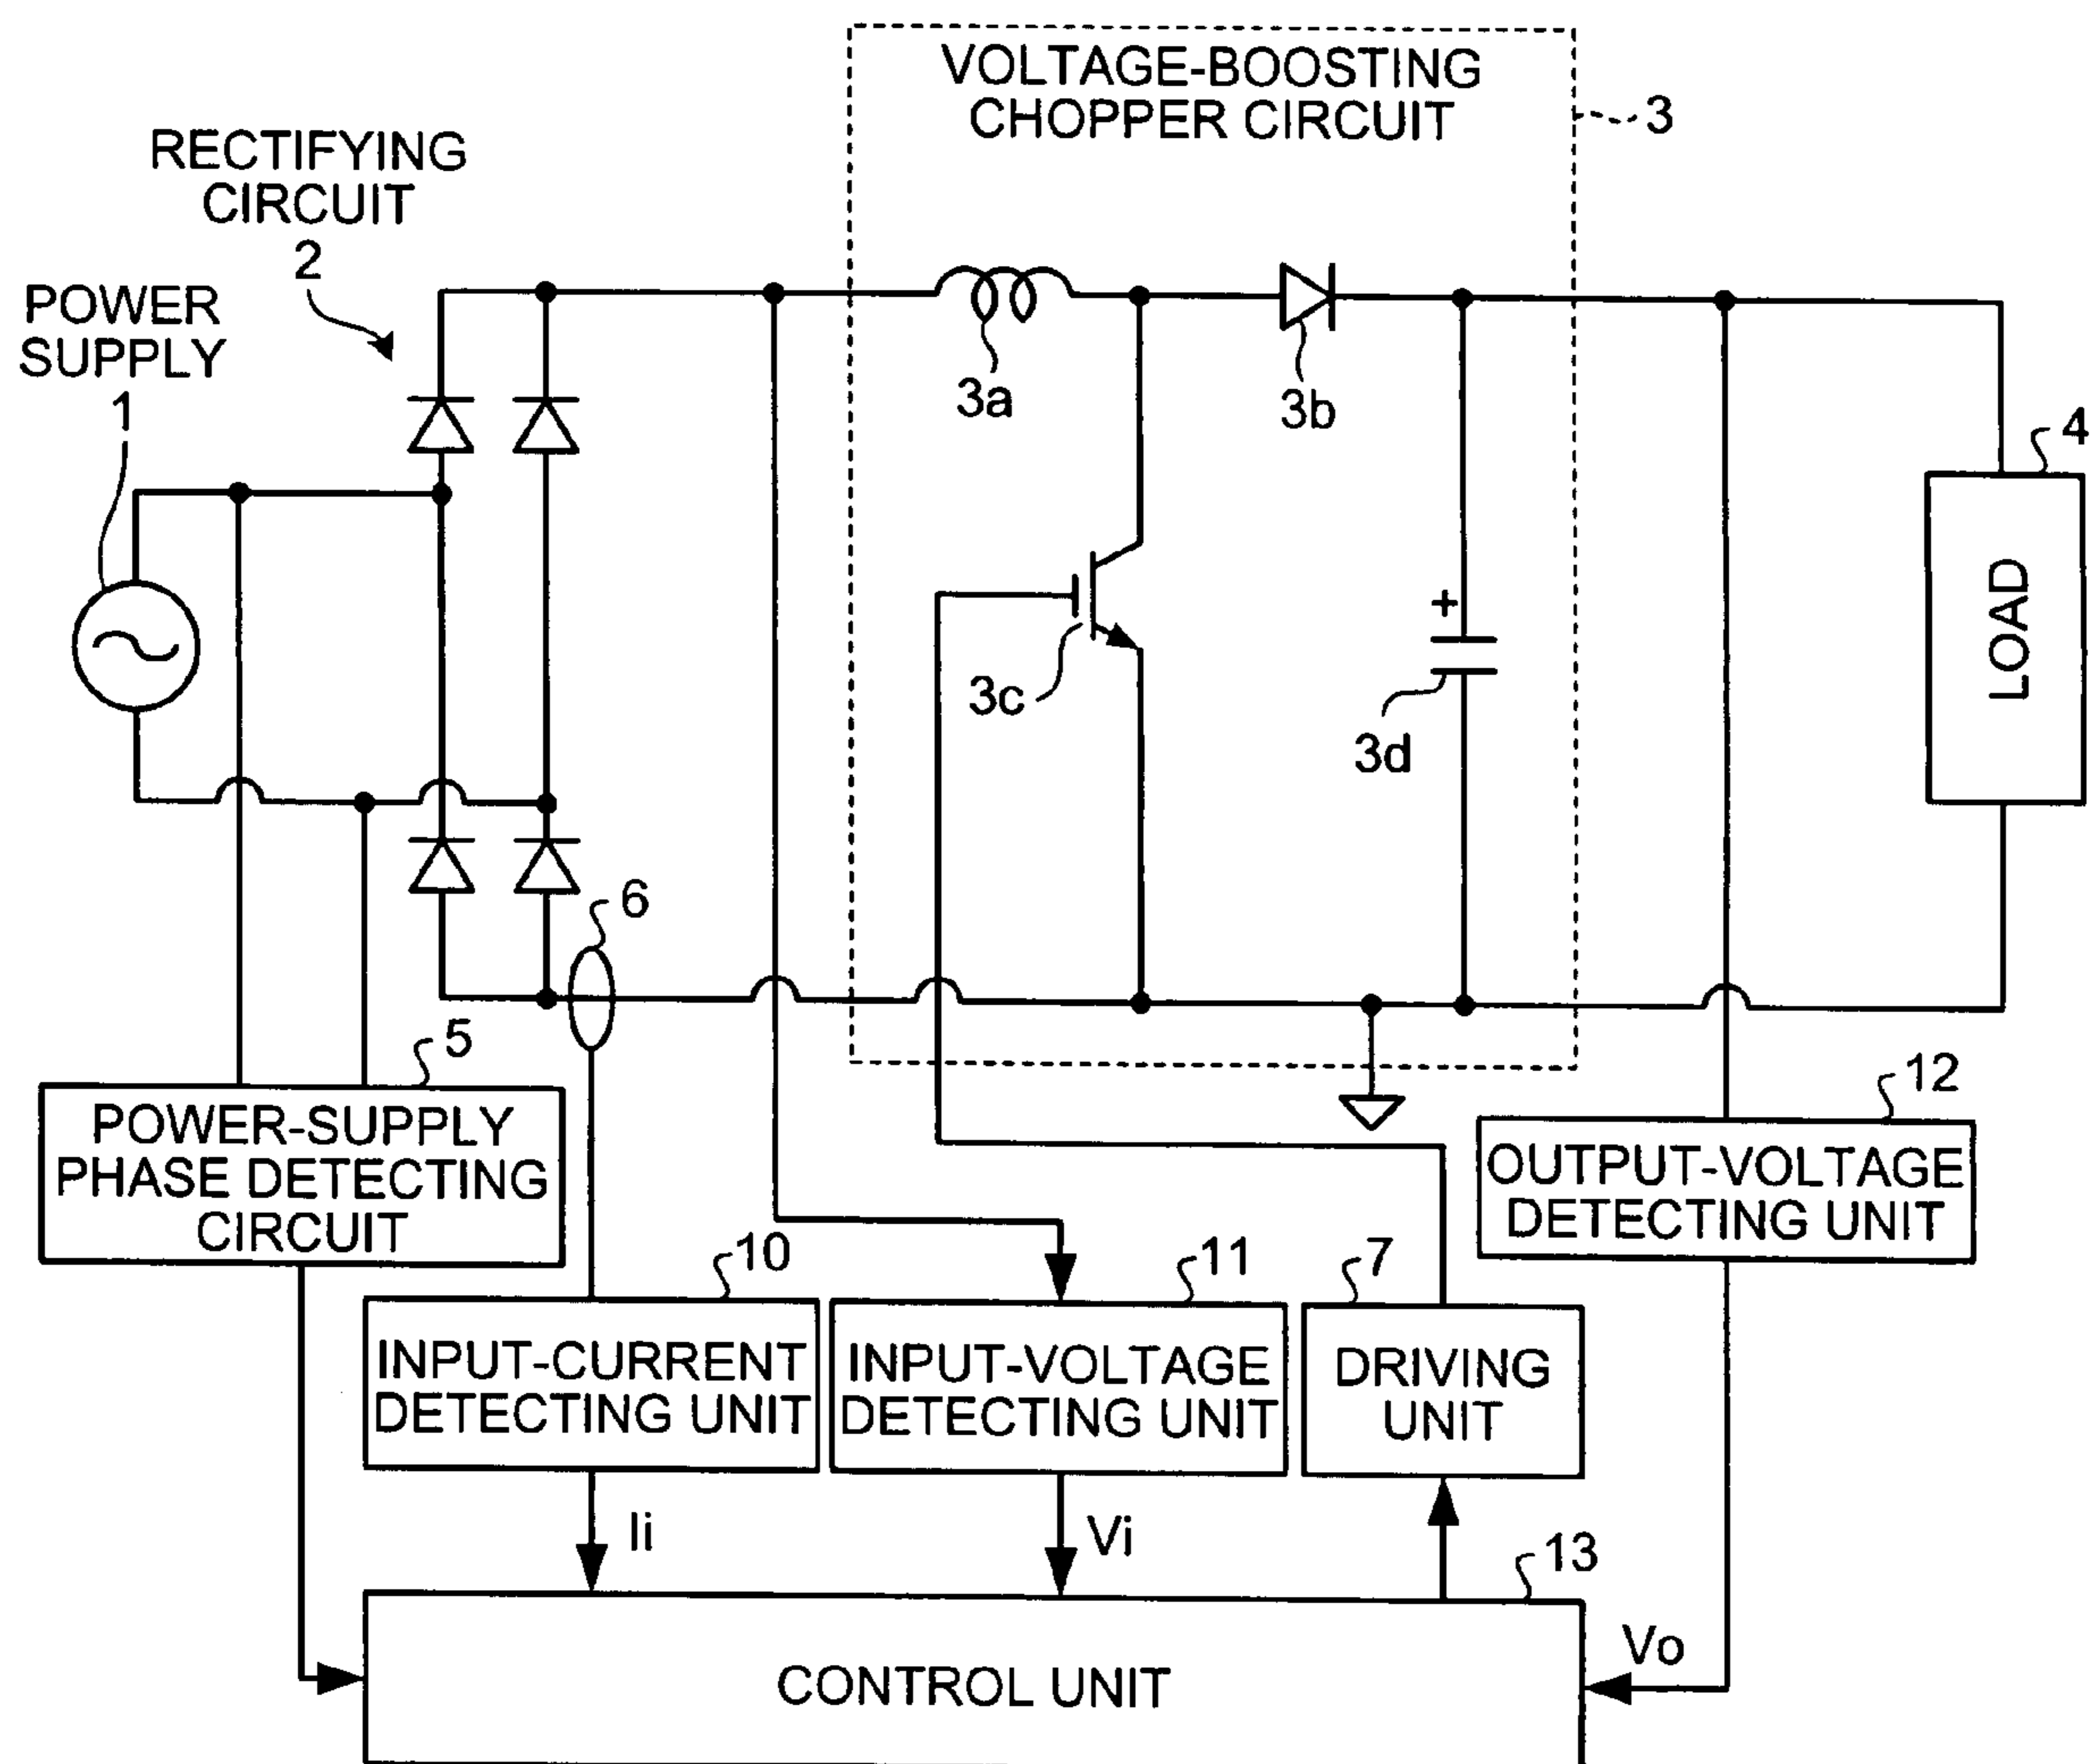 VOLTAGE-BOOSTING
CHOPPER CIRCUIT
3
RECTIFYING
CIRCUIT
2
POWER
SUPPLY
1
3a
3b
4
LOAD
3c
3d
+
6
5
POWER-SUPPLY
PHASE DETECTING
CIRCUIT
12
OUTPUT-VOLTAGE
DETECTING UNIT
10
INPUT-CURRENT
DETECTING UNIT
11
INPUT-VOLTAGE
DETECTING UNIT
7
DRIVING
UNIT
Ii
Vi
13
Vo
CONTROL UNIT